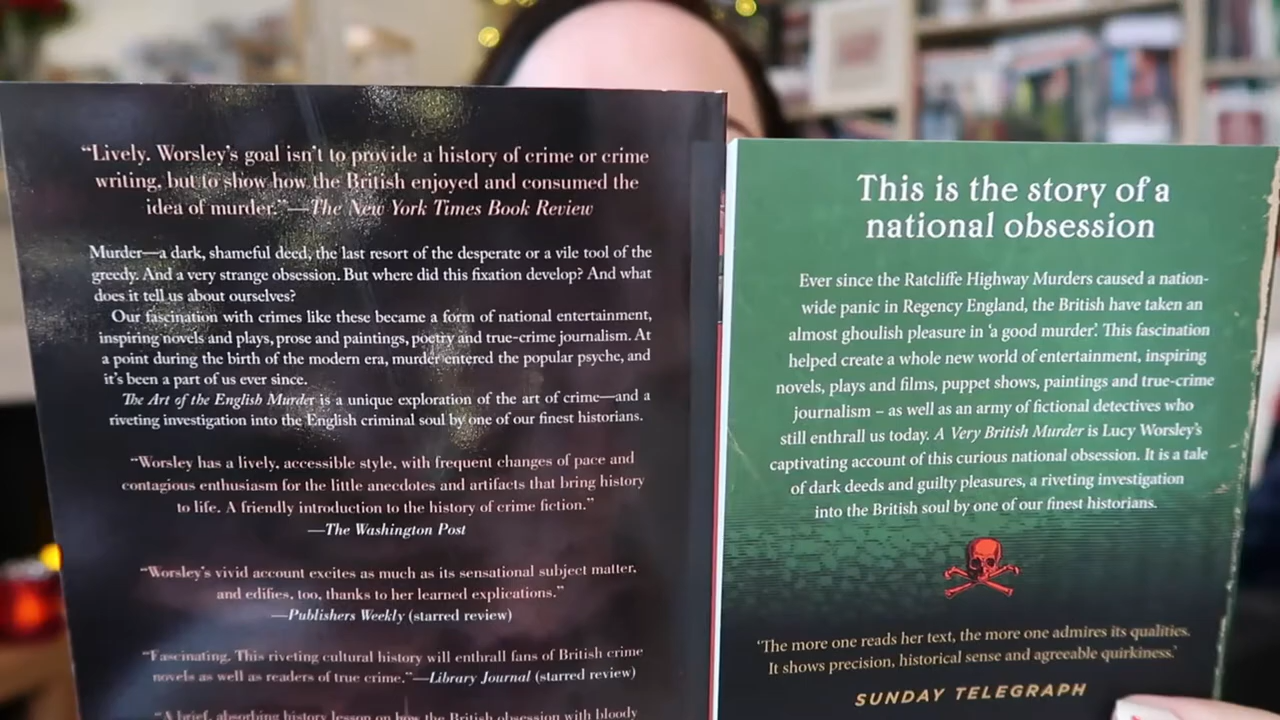 “Lively. Worsley’s goal isn’t to provide a history of crime or crime
writing, but to show how the British enjoyed and consumed the
idea of murder.”—The New York Times Book Review
Murder—a dark, shameful deed, the last resort of the desperate or a vile tool of the
greedy. And a very strange obsession. But where did this fixation develop? And what
does it tell us about ourselves?
Our fascination with crimes like these became a form of national entertainment,
inspiring novels and plays, prose and paintings, poetry and true-crime journalism. At
a point during the birth of the modern era, murder entered the popular psyche, and
it’s been a part of us ever since.
The Art of the English Murder is a unique exploration of the art of crime—and a
riveting investigation into the English criminal soul by one of our finest historians.
“Worsley has a lively, accessible style, with frequent changes of pace and
contagious enthusiasm for the little anecdotes and artifacts that bring history
to life. A friendly introduction to the history of crime fiction.”
—The Washington Post
“Worsley’s vivid account excites as much as its sensational subject matter,
and edifies, too, thanks to her learned explications.”
—Publishers Weekly (starred review)
“Fascinating. This riveting cultural history will enthrall fans of British crime
novels as well as readers of true crime.”—Library Journal (starred review)
“A brief, absorbing history lesson on how the British obsession with bloody
This is the story of a
national obsession
Ever since the Ratcliffe Highway Murders caused a nation-
wide panic in Regency England, the British have taken an
almost ghoulish pleasure in ‘a good murder’. This fascination
helped create a whole new world of entertainment, inspiring
novels, plays and films, puppet shows, paintings and true-crime
journalism – as well as an army of fictional detectives who
still enthrall us today. A Very British Murder is Lucy Worsley’s
captivating account of this curious national obsession. It is a tale
of dark deeds and guilty pleasures, a riveting investigation
into the British soul by one of our finest historians.
‘The more one reads her text, the more one admires its qualities.
It shows precision, historical sense and agreeable quirkiness.’
SUNDAY TELEGRAPH